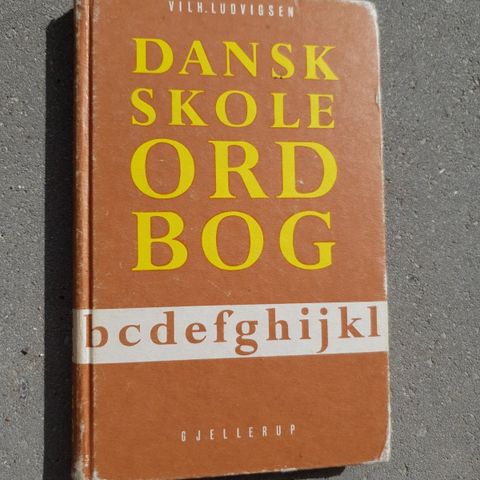 VILH. LUDVIGSEN
DANSK
SKOLE
ORD
BOG
bcdefghijkl
GJELLERUP